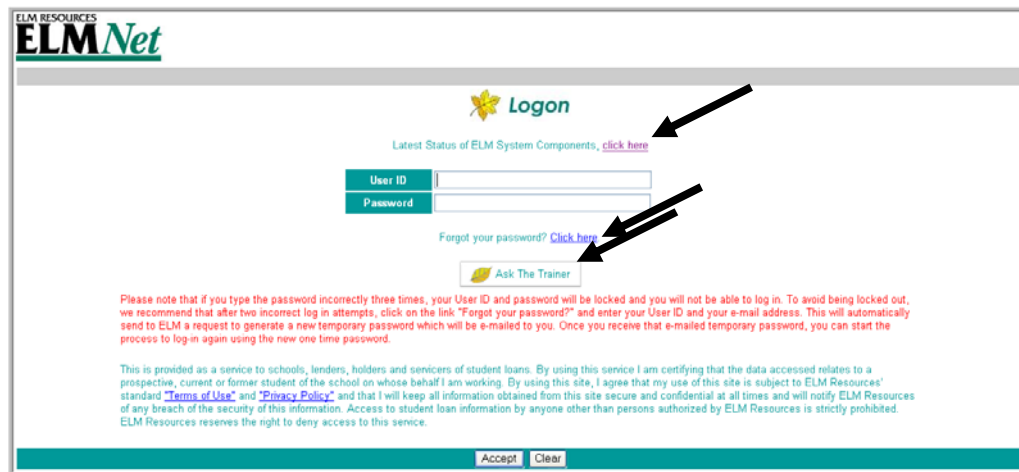 ELM RESOURCES
ELMNet
Logon
Latest Status of ELM System Components, click here
User ID
Password
Forgot your password? Click here
Ask The Trainer
Please note that if you type the password incorrectly three times, your User ID and password will be locked and you will not be able to log in. To avoid being locked out,
we recommend that after two incorrect log in attempts, click on the link "Forgot your password?" and enter your User ID and your e-mail address. This will automatically
send to ELM a request to generate a new temporary password which will be e-mailed to you. Once you receive that e-mailed temporary password, you can start the
process to log-in again using the new one time password.
This is provided as a service to schools, lenders, holders and servicers of student loans. By using this service I am certifying that the data accessed relates to a
prospective, current or former student of the school on whose behalf I am working. By using this site, I agree that my use of this site is subject to ELM Resources'
standard "Terms of Use" and "Privacy Policy" and that I will keep all information obtained from this site secure and confidential at all times and will notify ELM Resources
of any breach of the security of this information. Access to student loan information by anyone other than persons authorized by ELM Resources is strictly prohibited.
ELM Resources reserves the right to deny access to this service.
Accept Clear